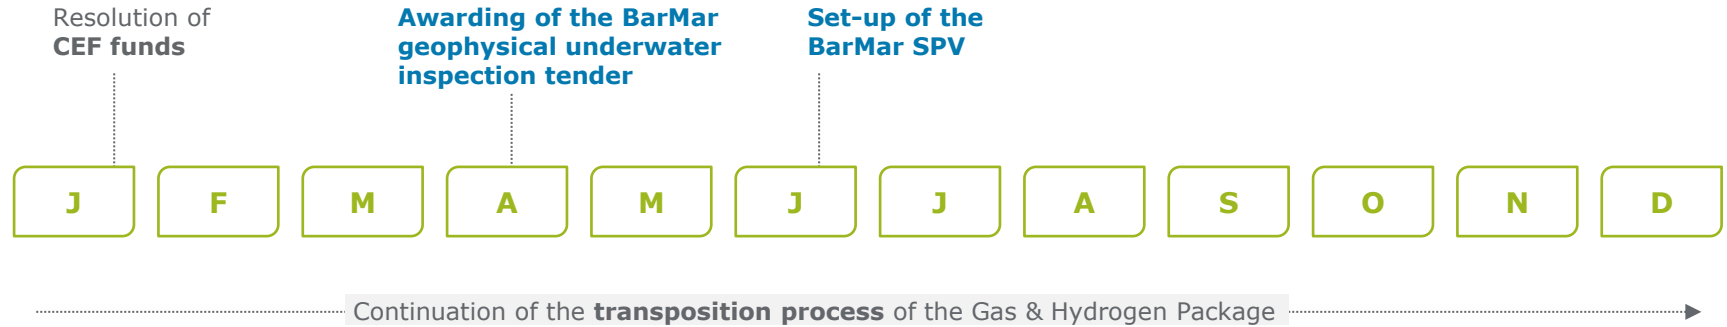 Resolution of
CEF funds
Awarding of the BarMar
geophysical underwater
inspection tender
Set-up of the
BarMar SPV
J F M A M J J A S O N D
Continuation of the transposition process of the Gas & Hydrogen Package